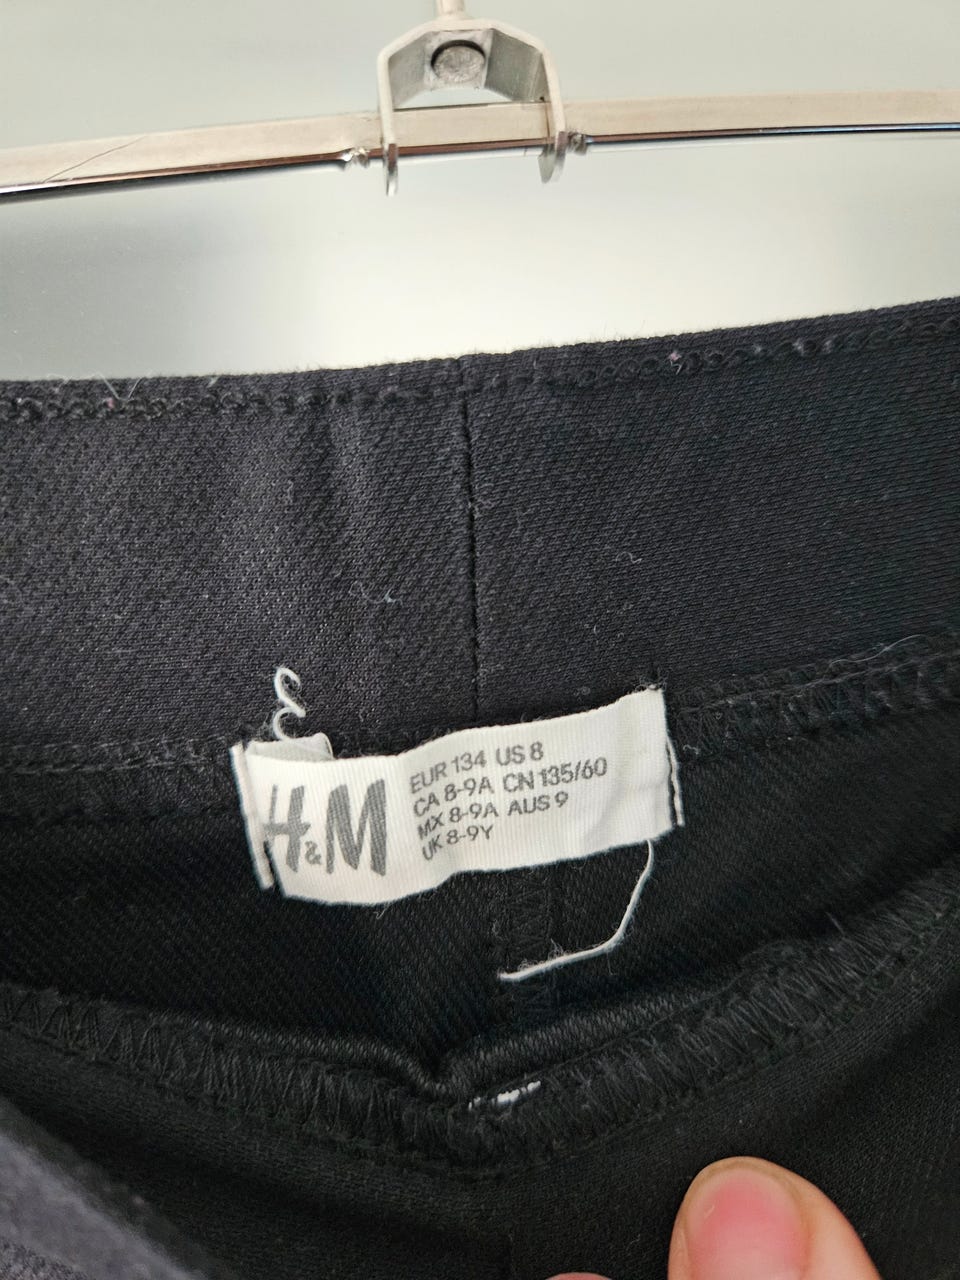 H&M
EUR 134 US 8
CA 8-9A CN 135/60
MX 8-9A AUS 9
UK 8-9Y